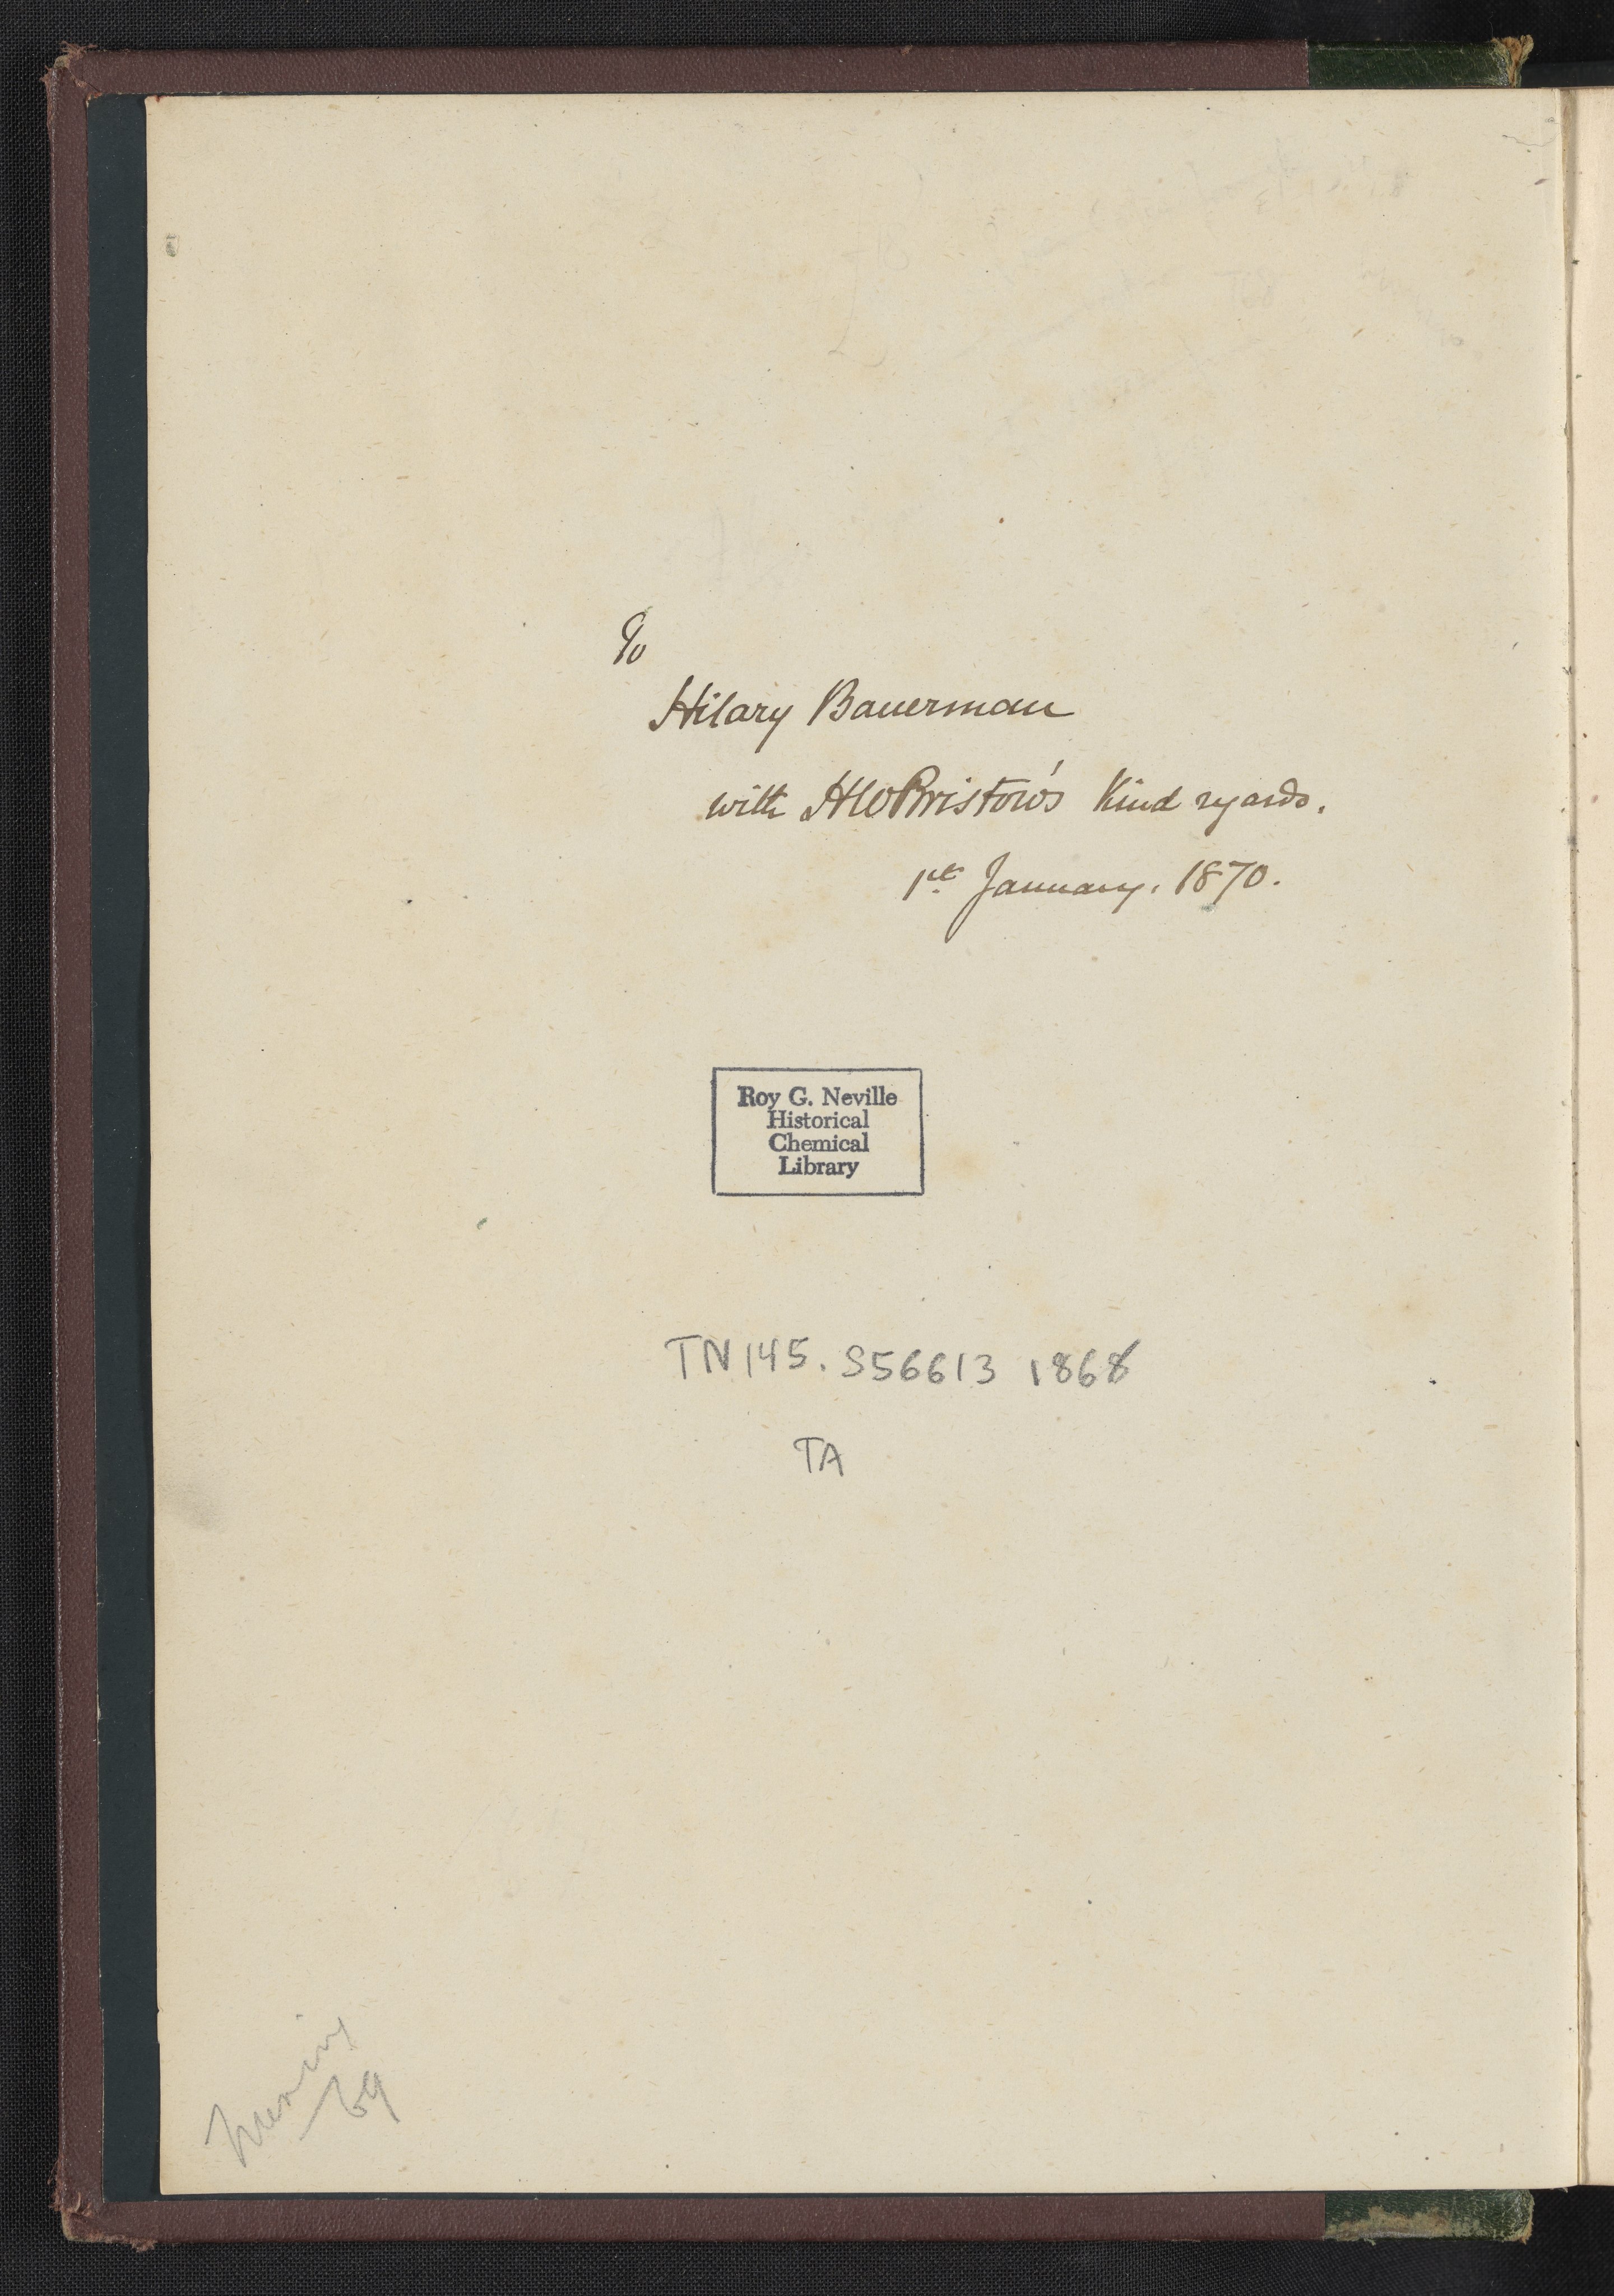 To
Hilary Bauerman
with HWBristow's Kind regards.
1st January. 1870.
Roy G. Neville
Historical
Chemical
Library
TN145. S56613 1868
TA
69